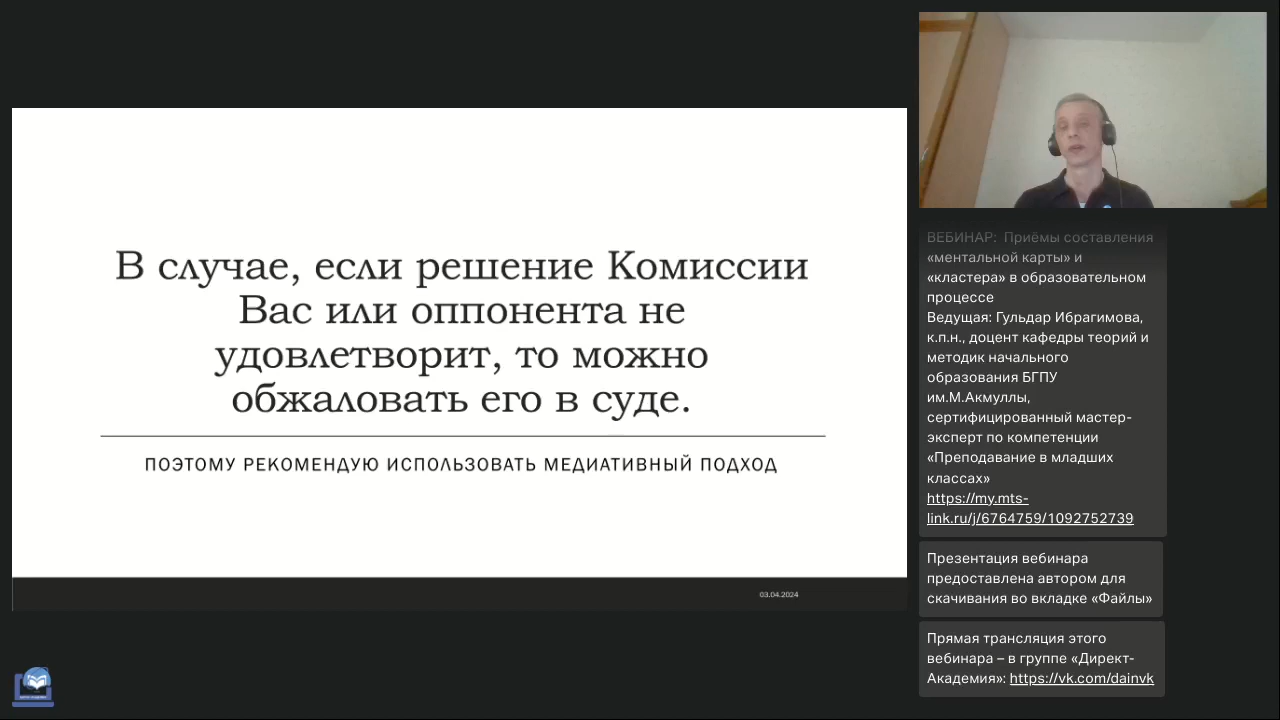 В случае, если решение Комиссии
Вас или оппонента не
удовлетворит, то можно
обжаловать его в суде.
ПОЭТОМУ РЕКОМЕНДУЮ ИСПОЛЬЗОВАТЬ МЕДИАТИВНЫЙ ПОДХОД
03.04.2024
ВЕБИНАР: Приёмы составления
«ментальной карты» и
«кластера» в образовательном
процессе
Ведущая: Гульдар Ибрагимова,
к.п.н., доцент кафедры теорий и
методик начального
образования БГПУ
им.М.Акмуллы,
сертифицированный мастер-
эксперт по компетенции
«Преподавание в младших
классах»
https://my.mts-
link.ru/j/6764759/1092752739
Презентация вебинара
предоставлена автором для
скачивания во вкладке «Файлы»
Прямая трансляция этого
вебинара – в группе «Директ-
Академия»: https://vk.com/dainvk